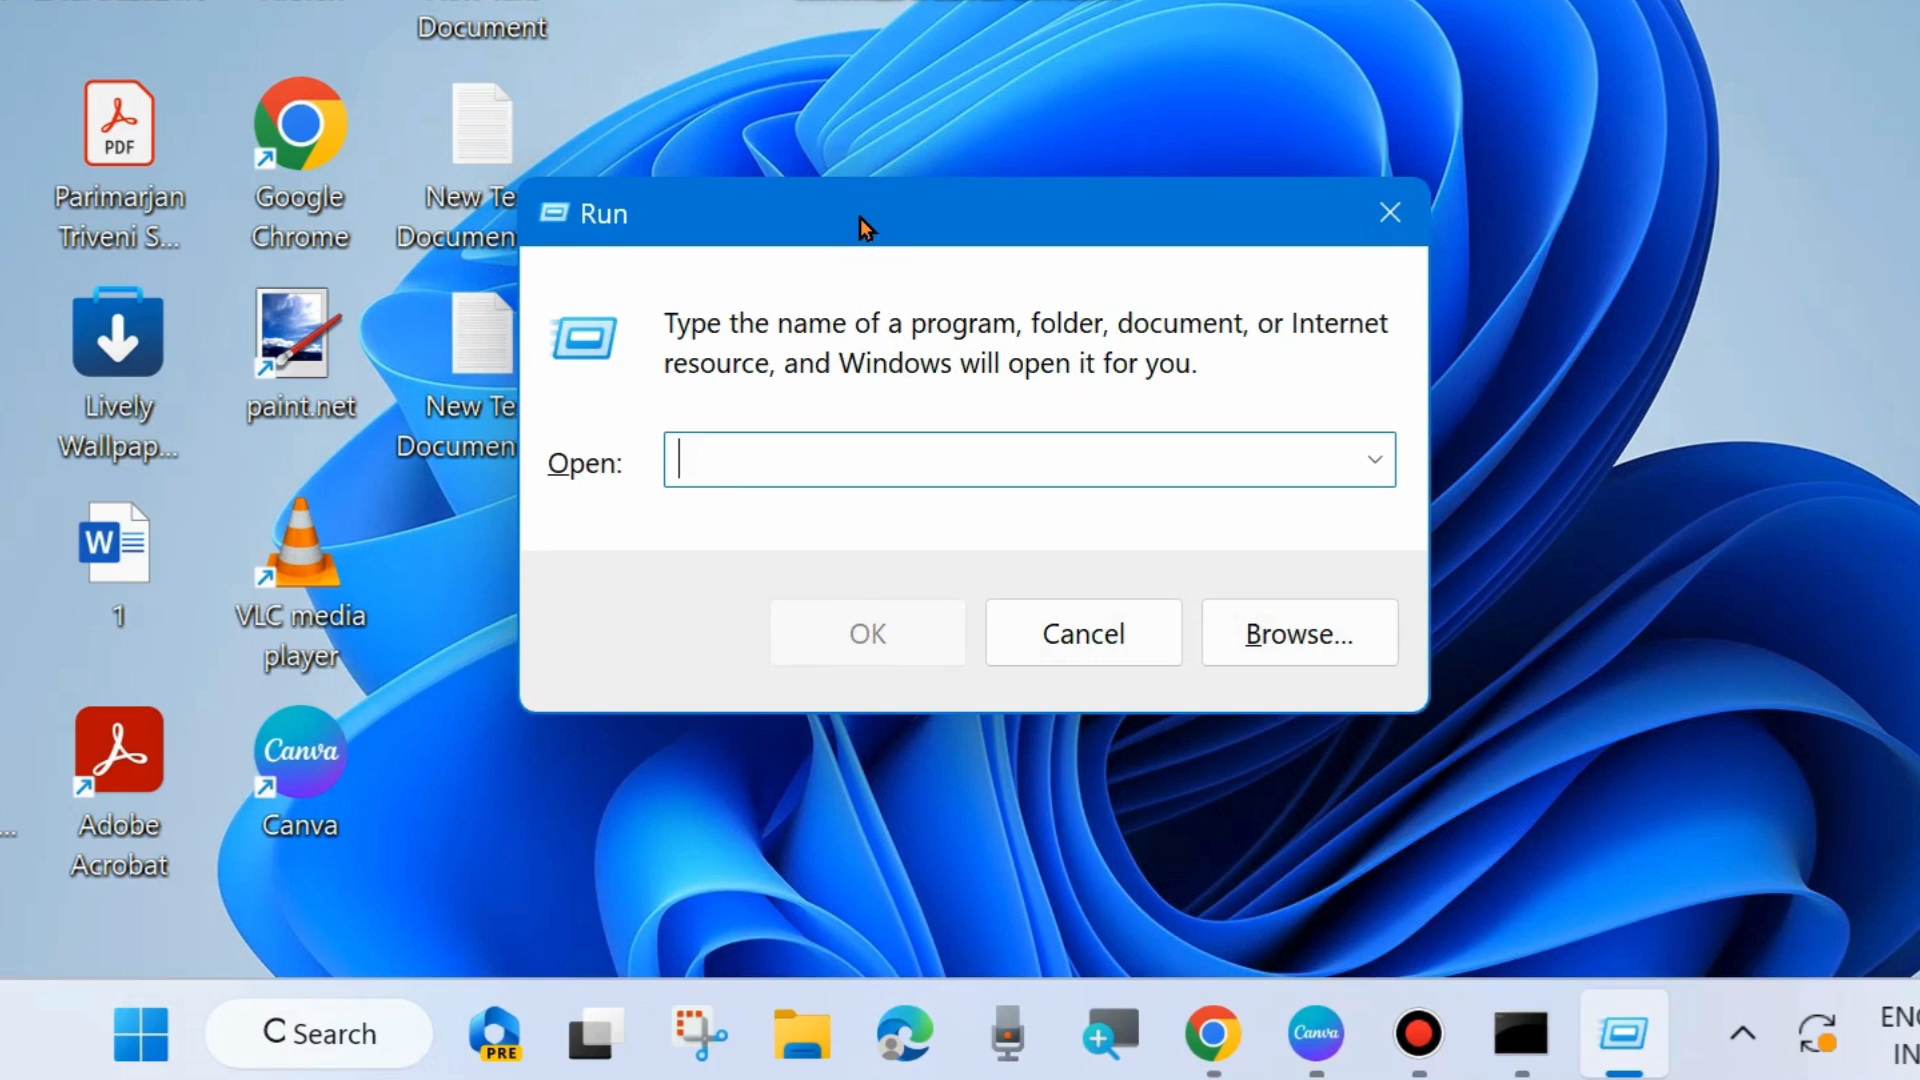 Document
PDF
Parimarjan
Triveni S...
Google
Chrome
New Te
Documen
Lively
Wallpap...
paint.net
New Te
Documen
W
1
VLC media
player
...
Adobe
Acrobat
Canva
Canva
Run
Type the name of a program, folder, document, or Internet
resource, and Windows will open it for you.
Open:
OK
Cancel
Browse...
Search
PRE
Canva
ENG
IN